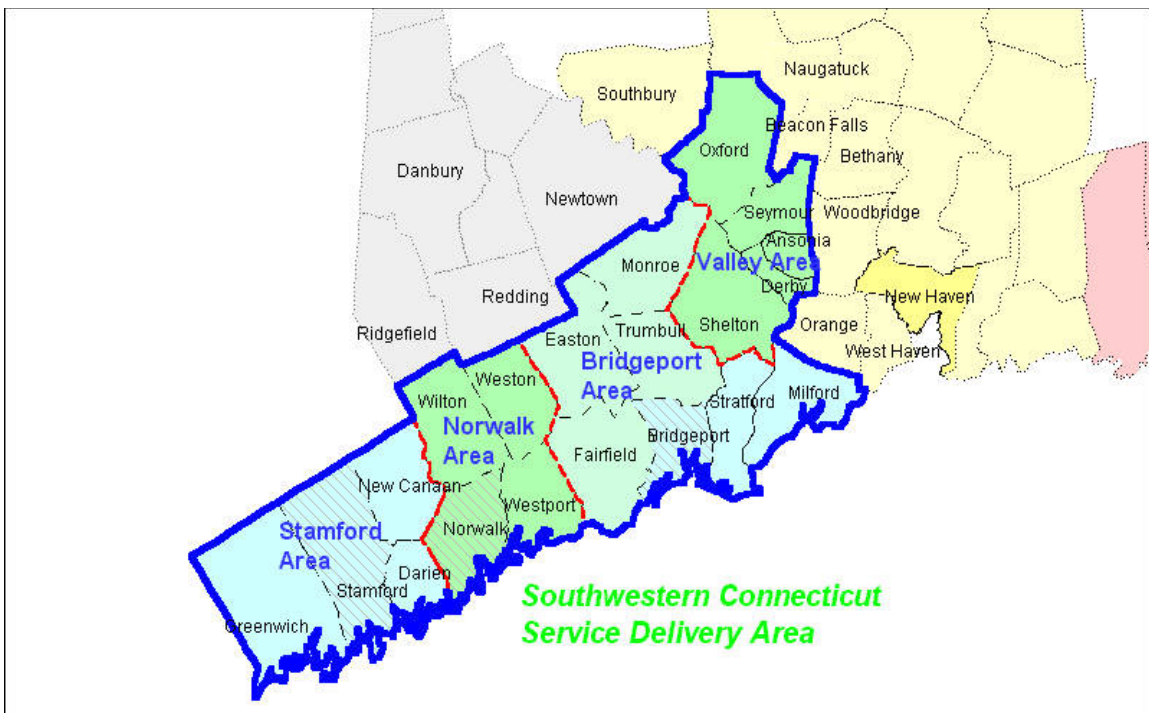 Naugatuck
Southbury
Beacon Falls
Oxford
Bethany
Danbury
Newtown
Seymour
Woodbridge
Ansonia
Monroe
Valley Area
Derby
Redding
New Haven
Ridgefield
Easton
Trumbull
Shelton
Orange
West Haven
Bridgeport
Area
Weston
Wilton
Stratford
Milford
Norwalk
Area
Bridgeport
Fairfield
New Canaan
Westport
Norwalk
Stamford
Area
Darien
Stamford
Greenwich
Southwestern Connecticut
Service Delivery Area